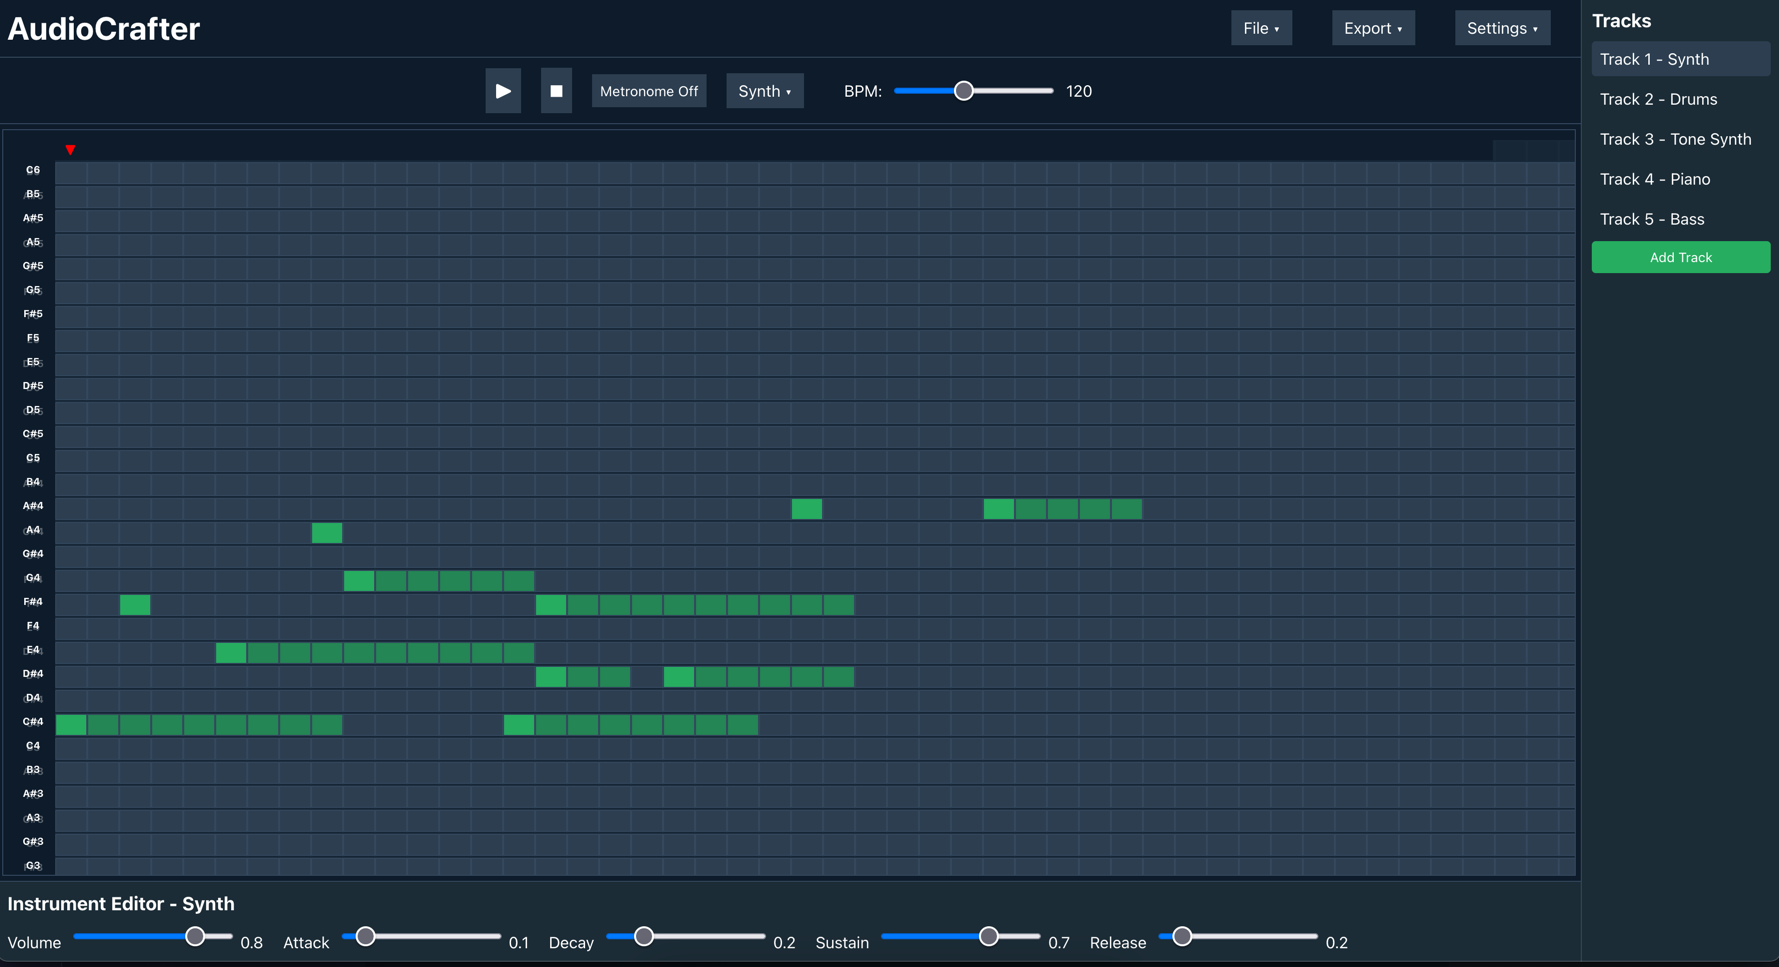 AudioCrafter
File ▾
Export ▾
Settings ▾
Metronome Off
Synth ▾
BPM:
120
C6
B5
A#5
A5
G#5
G5
F#5
F5
E5
D#5
D5
C#5
C5
B4
A#4
A4
G#4
G4
F#4
F4
E4
D#4
D4
C#4
C4
B3
A#3
A3
G#3
G3
Instrument Editor - Synth
Volume 0.8 Attack 0.1 Decay 0.2 Sustain 0.7 Release 0.2
Tracks
Track 1 - Synth
Track 2 - Drums
Track 3 - Tone Synth
Track 4 - Piano
Track 5 - Bass
Add Track